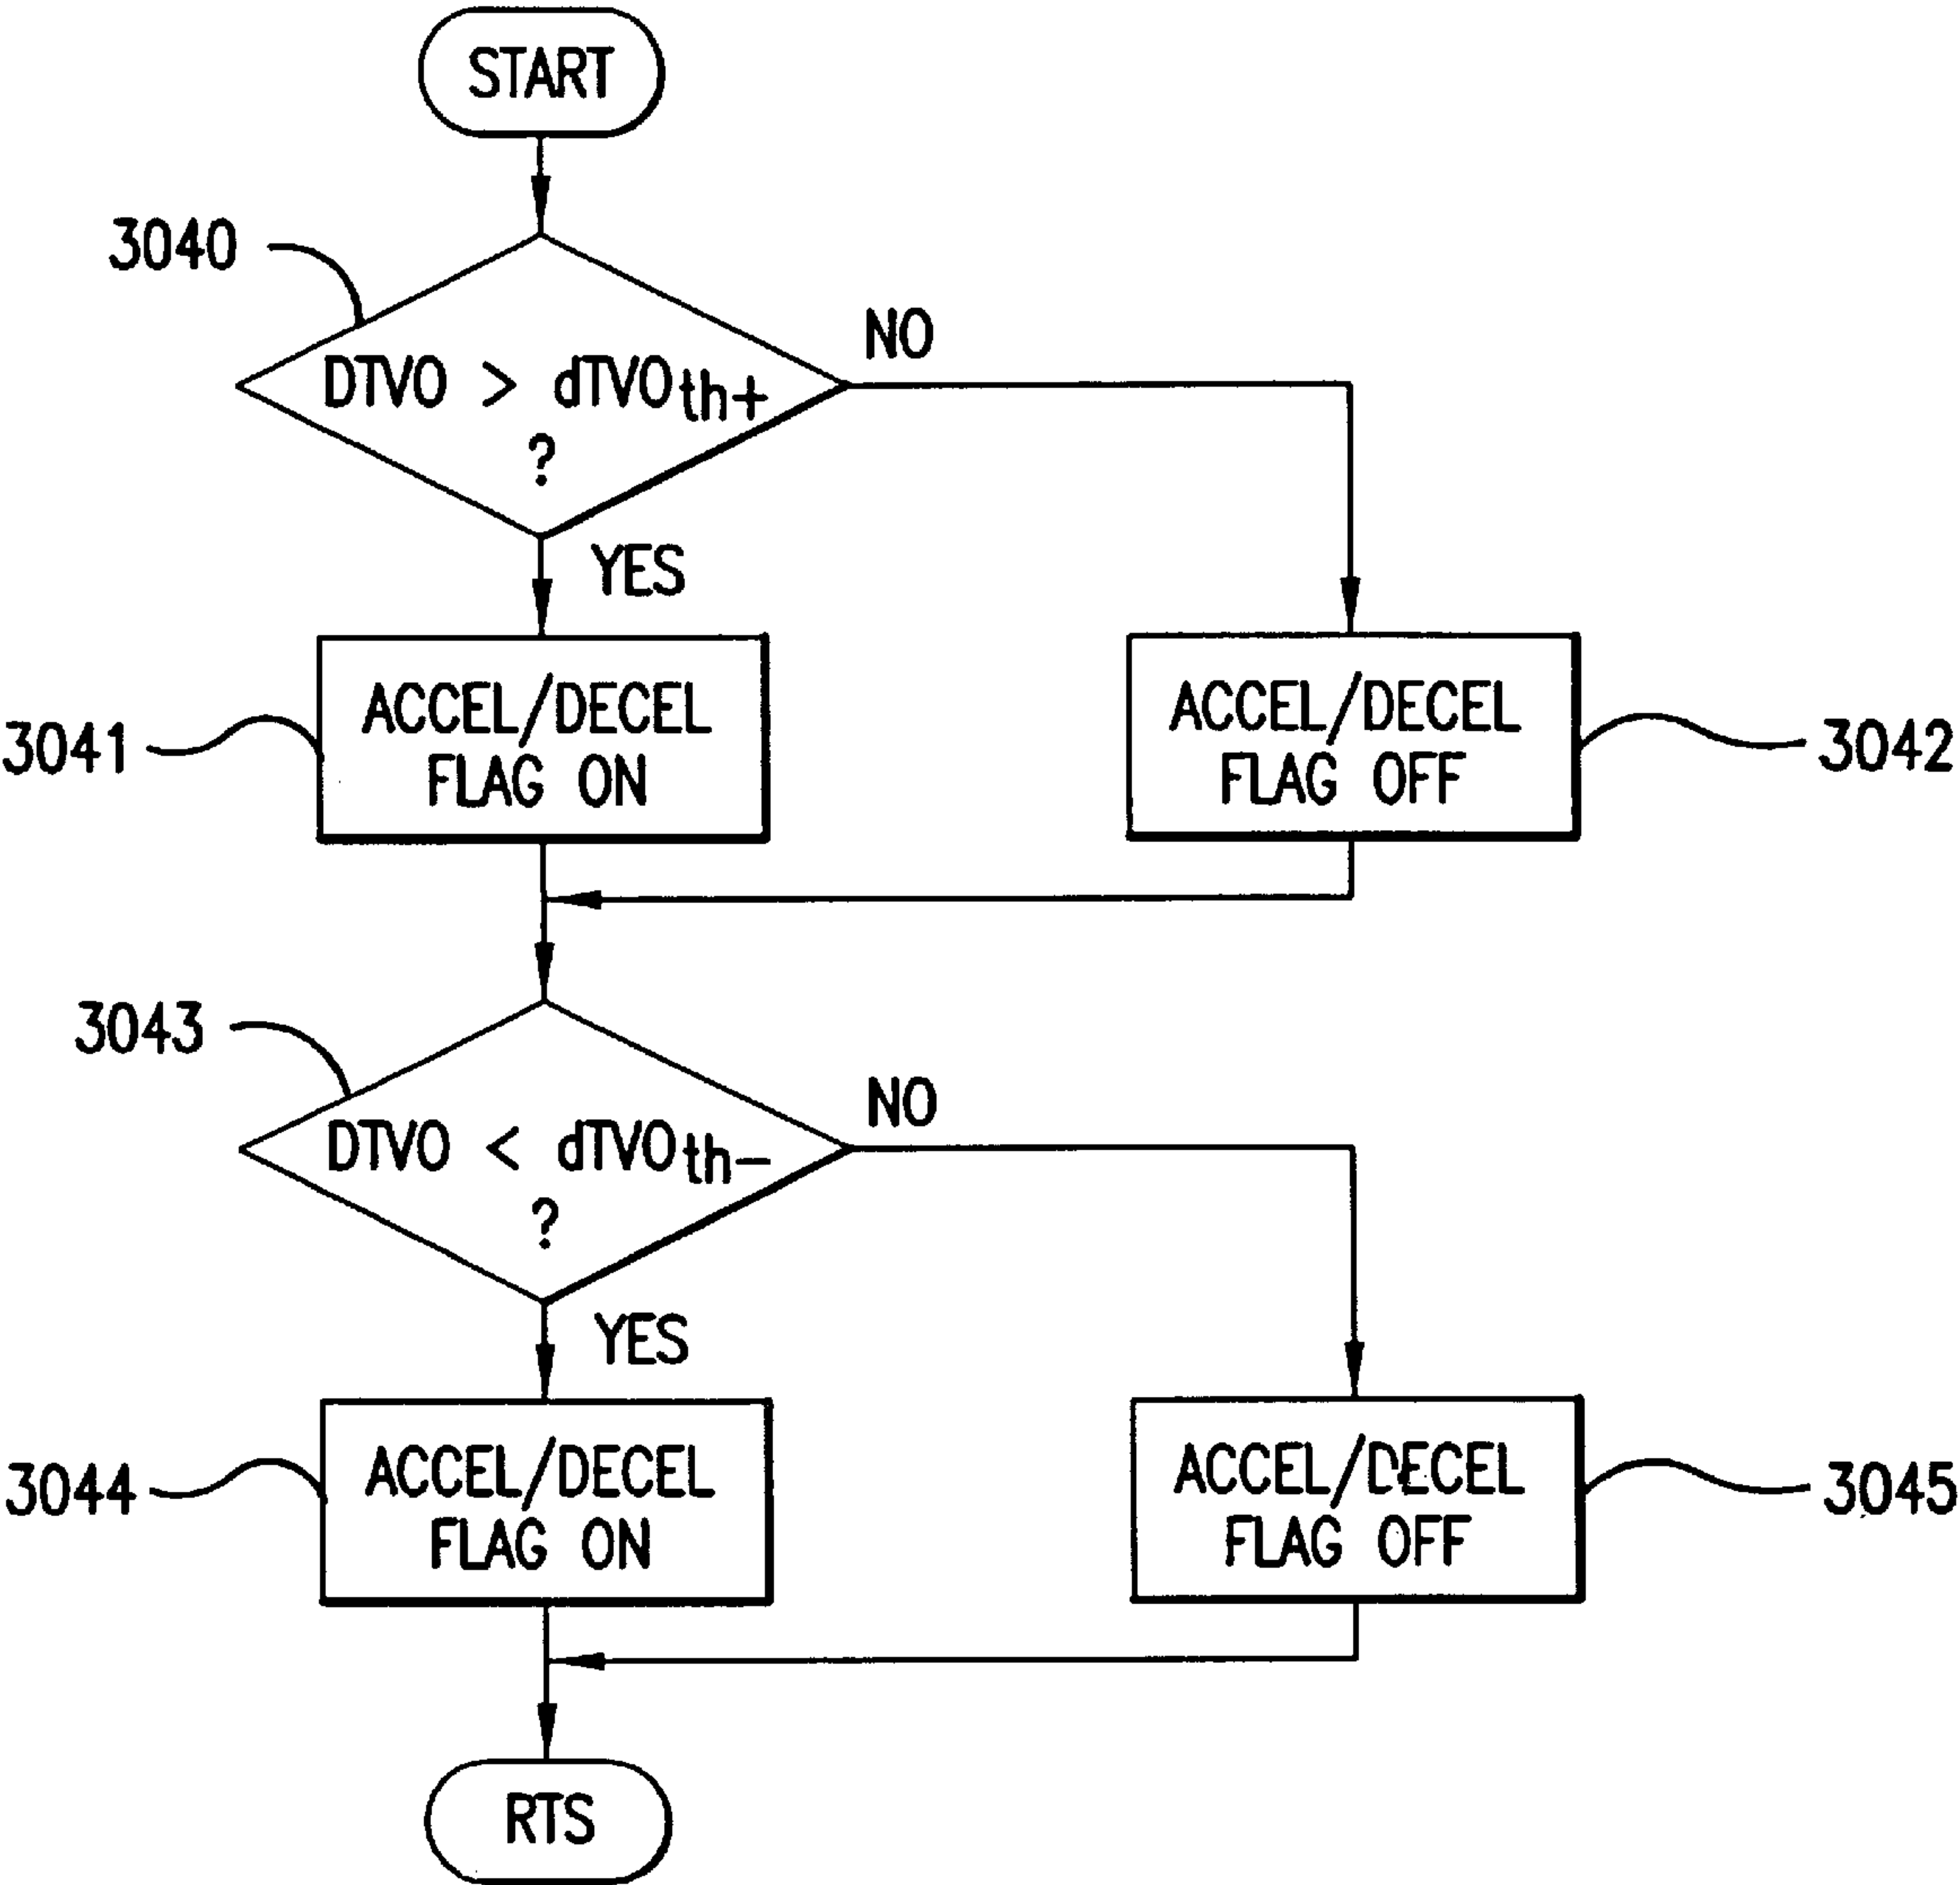 START
3040
NO
DTVO > dTVOth+
?
YES
ACCEL/DECEL
FLAG ON
3041
ACCEL/DECEL
FLAG OFF
3042
3043
NO
DTVO < dTVOth-
?
YES
ACCEL/DECEL
FLAG ON
3044
ACCEL/DECEL
FLAG OFF
3045
RTS